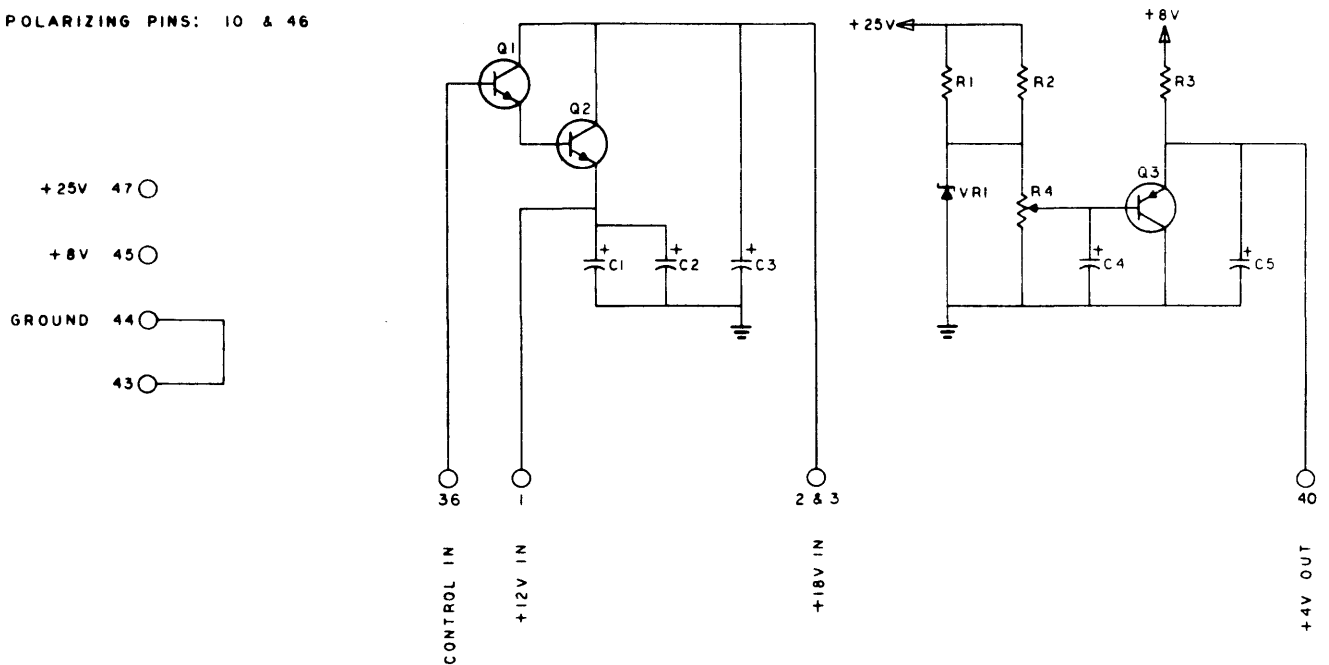 POLARIZING PINS: 10 & 46
+25V 47
+8V 45
GROUND 44
43
Q1
Q2
+
C1
+
C2
+
C3
36
1
2 & 3
CONTROL IN
+12V IN
+18V IN
+25V
+8V
R1
R2
R3
VR1
R4
Q3
+
C4
+
C5
40
+4V OUT